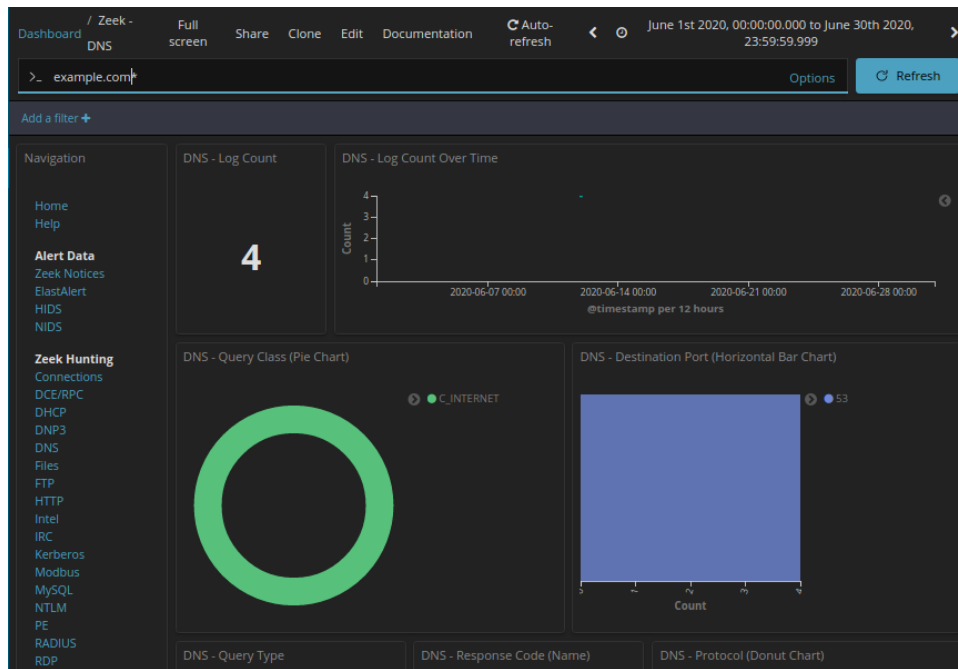 Dashboard / Zeek - DNS
Full screen
Share
Clone
Edit
Documentation
Auto-refresh
June 1st 2020, 00:00:00.000 to June 30th 2020, 23:59:59.999
>_ example.com*
Options
Refresh
Add a filter +
Navigation
Home
Help
Alert Data
Zeek Notices
ElastAlert
HIDS
NIDS
Zeek Hunting
Connections
DCE/RPC
DHCP
DNP3
DNS
Files
FTP
HTTP
Intel
IRC
Kerberos
Modbus
MySQL
NTLM
PE
RADIUS
RDP
DNS - Log Count
4
DNS - Log Count Over Time
Count
4
3
2
1
0
2020-06-07 00:00
2020-06-14 00:00
2020-06-21 00:00
2020-06-28 00:00
@timestamp per 12 hours
DNS - Query Class (Pie Chart)
C_INTERNET
DNS - Destination Port (Horizontal Bar Chart)
53
0
1
2
3
4
Count
DNS - Query Type
DNS - Response Code (Name)
DNS - Protocol (Donut Chart)